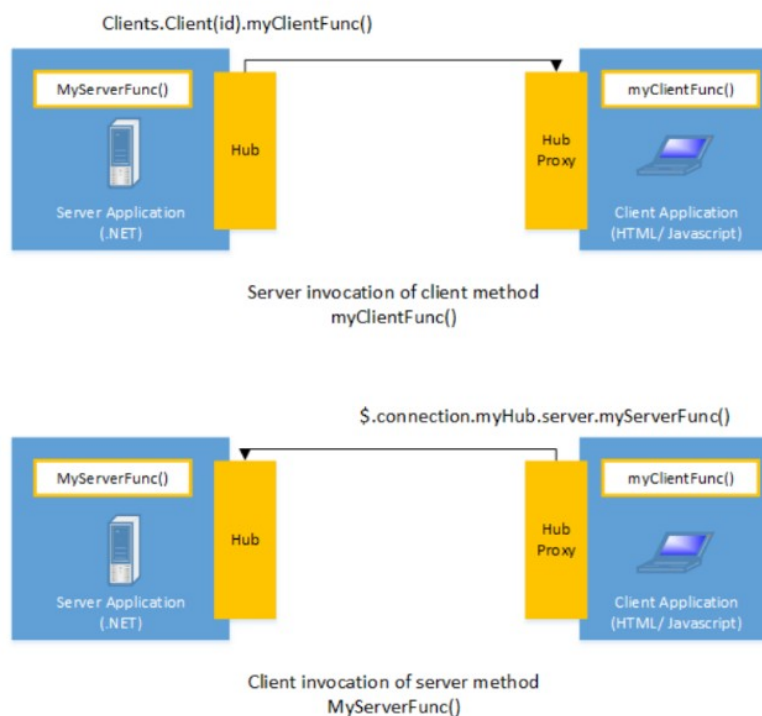 Clients.Client(id).myClientFunc()
MyServerFunc()
myClientFunc()
Hub
Hub
Proxy
Server Application
(.NET)
Client Application
(HTML/ Javascript)
Server invocation of client method
myClientFunc()
$.connection.myHub.server.myServerFunc()
MyServerFunc()
myClientFunc()
Hub
Hub
Proxy
Server Application
(.NET)
Client Application
(HTML/ Javascript)
Client invocation of server method
MyServerFunc()